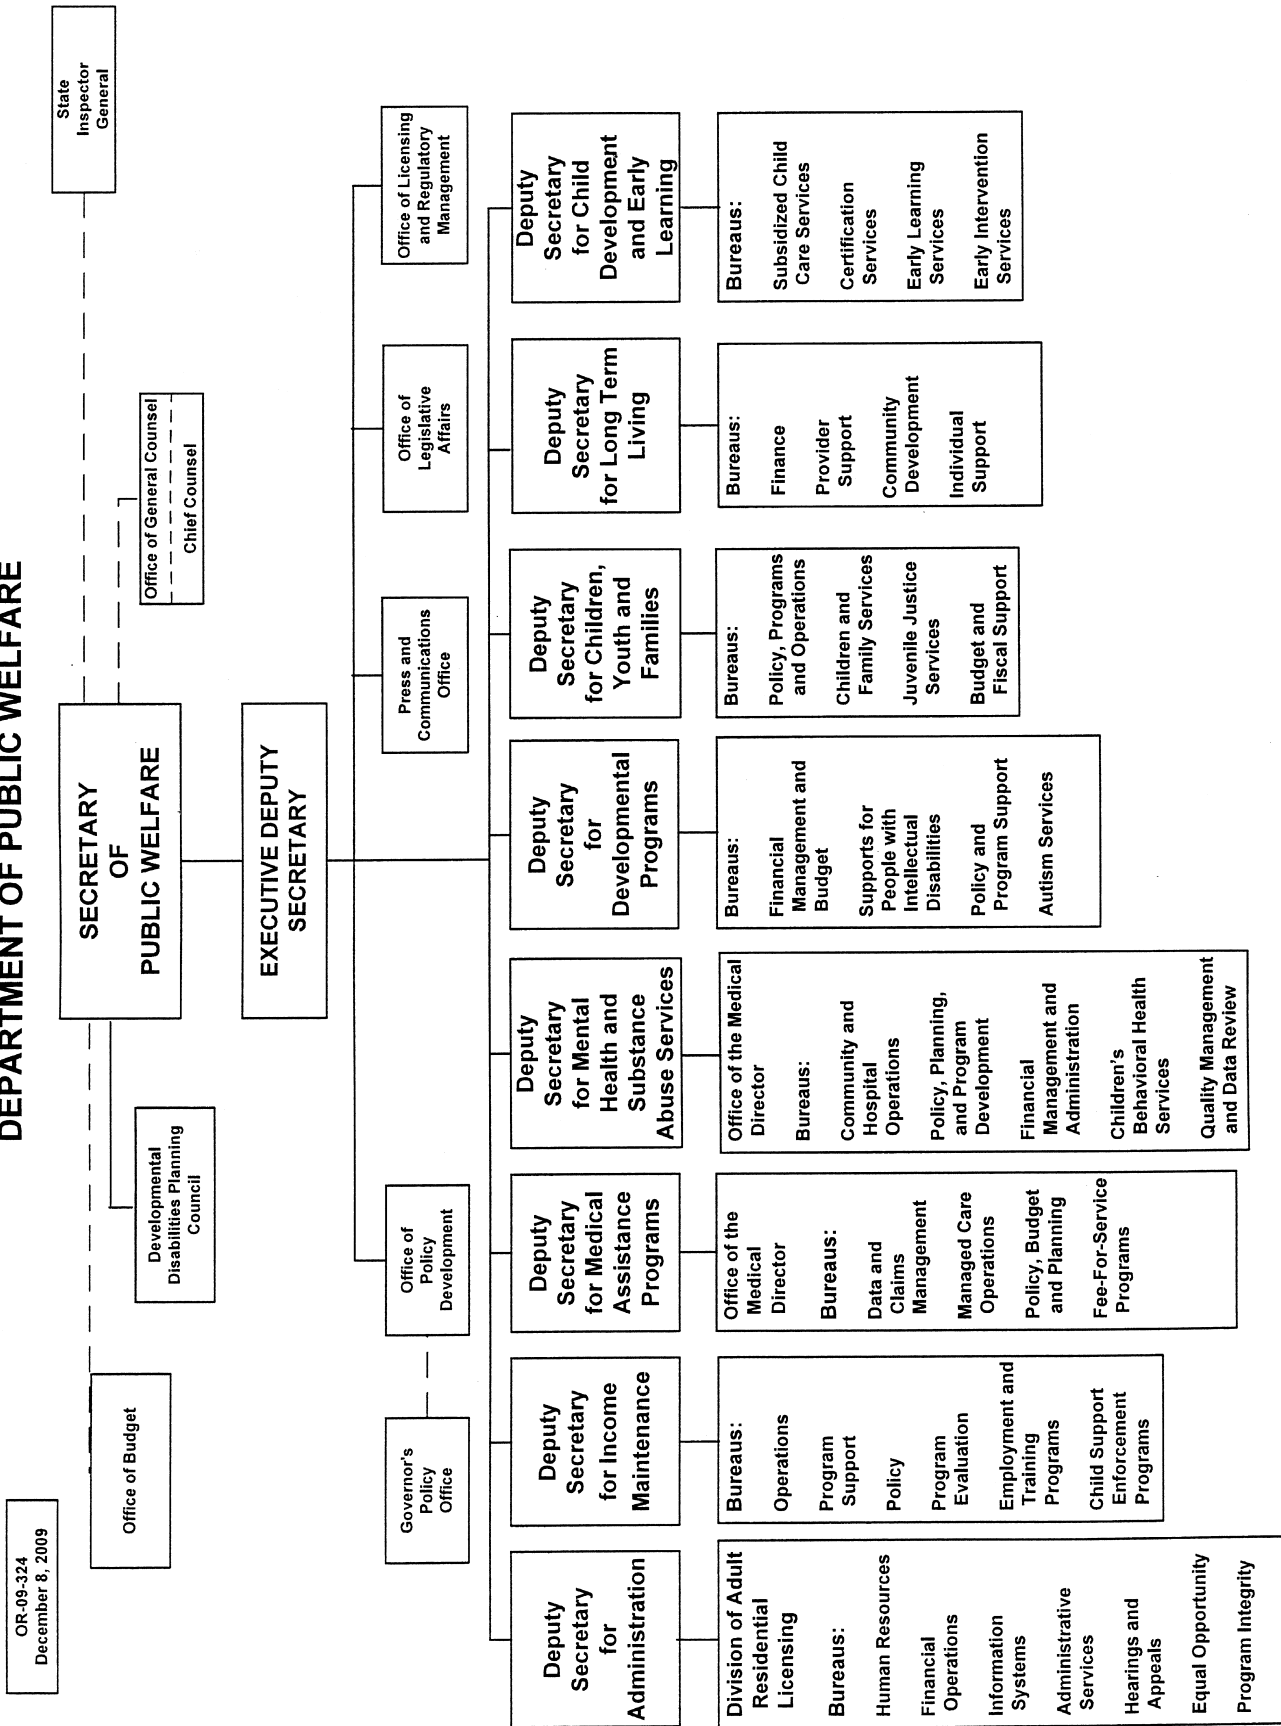 DEPARTMENT OF PUBLIC WELFARE
OR-09-324
December 8, 2009
State
Inspector
General
SECRETARY
OF
PUBLIC WELFARE
Office of General Counsel
Chief Counsel
Developmental
Disabilities Planning
Council
Office of Budget
EXECUTIVE DEPUTY
SECRETARY
Governor's
Policy
Office
Office of
Policy
Development
Press and
Communications
Office
Office of
Legislative
Affairs
Office of Licensing
and Regulatory
Management
Deputy
Secretary
for
Administration
Division of Adult
Residential
Licensing
Bureaus:
Human Resources
Financial
Operations
Information
Systems
Administrative
Services
Hearings and
Appeals
Equal Opportunity
Program Integrity
Deputy
Secretary
for Income
Maintenance
Bureaus:
Operations
Program
Support
Policy
Program
Evaluation
Employment and
Training
Programs
Child Support
Enforcement
Programs
Deputy
Secretary
for Medical
Assistance
Programs
Office of the
Medical
Director
Bureaus:
Data and
Claims
Management
Managed Care
Operations
Policy, Budget
and Planning
Fee-For-Service
Programs
Deputy
Secretary
for Mental
Health and
Substance
Abuse Services
Office of the Medical
Director
Bureaus:
Community and
Hospital
Operations
Policy, Planning,
and Program
Development
Financial
Management and
Administration
Children's
Behavioral Health
Services
Quality Management
and Data Review
Deputy
Secretary
for
Developmental
Programs
Bureaus:
Financial
Management and
Budget
Supports for
People with
Intellectual
Disabilities
Policy and
Program Support
Autism Services
Deputy
Secretary
for Children,
Youth and
Families
Bureaus:
Policy, Programs
and Operations
Children and
Family Services
Juvenile Justice
Services
Budget and
Fiscal Support
Deputy
Secretary
for Long Term
Living
Bureaus:
Finance
Provider
Support
Community
Development
Individual
Support
Deputy
Secretary
for Child
Development
and Early
Learning
Bureaus:
Subsidized Child
Care Services
Certification
Services
Early Learning
Services
Early Intervention
Services